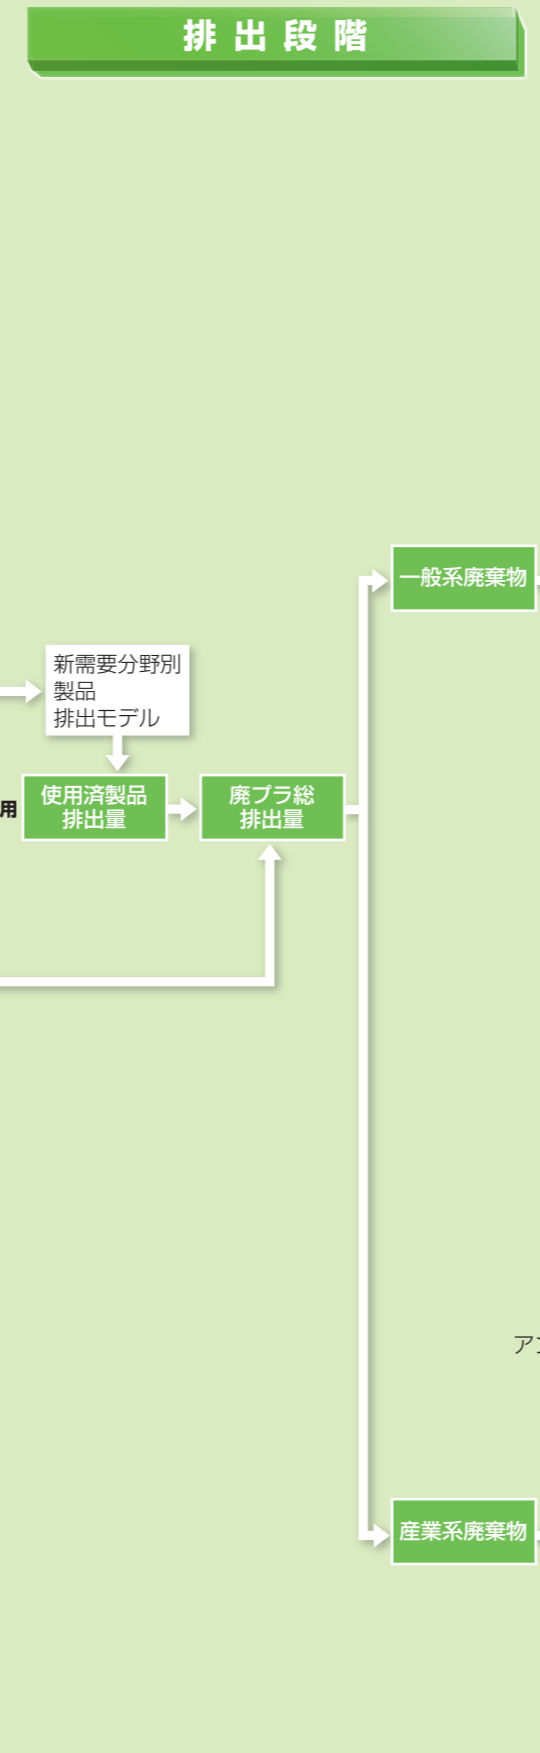 排出段階
一般系廃棄物
新需要分野別
製品
排出モデル
用
使用済製品
排出量
廃プラ総
排出量
ア
産業系廃棄物